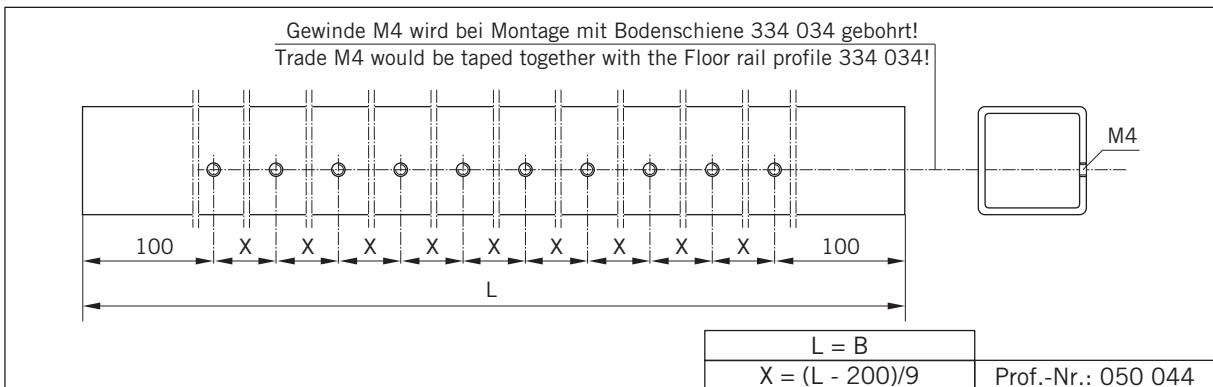 Gewinde M4 wird bei Montage mit Bodenschiene 334 034 gebohrt!
Trade M4 would be taped together with the Floor rail profile 334 034!
M4
100 X X X X X X X X X 100
L
L = B
X = (L - 200)/9 Prof.-Nr.: 050 044